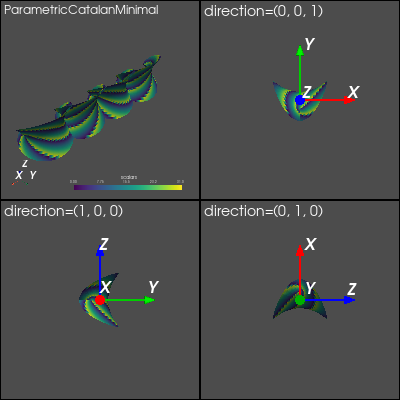 ParametricCatalanMinimal
Z
X Y
scalars
direction=(0, 0, 1)
Y
Z X
direction=(1, 0, 0)
Z
X Y
direction=(0, 1, 0)
X
Y Z